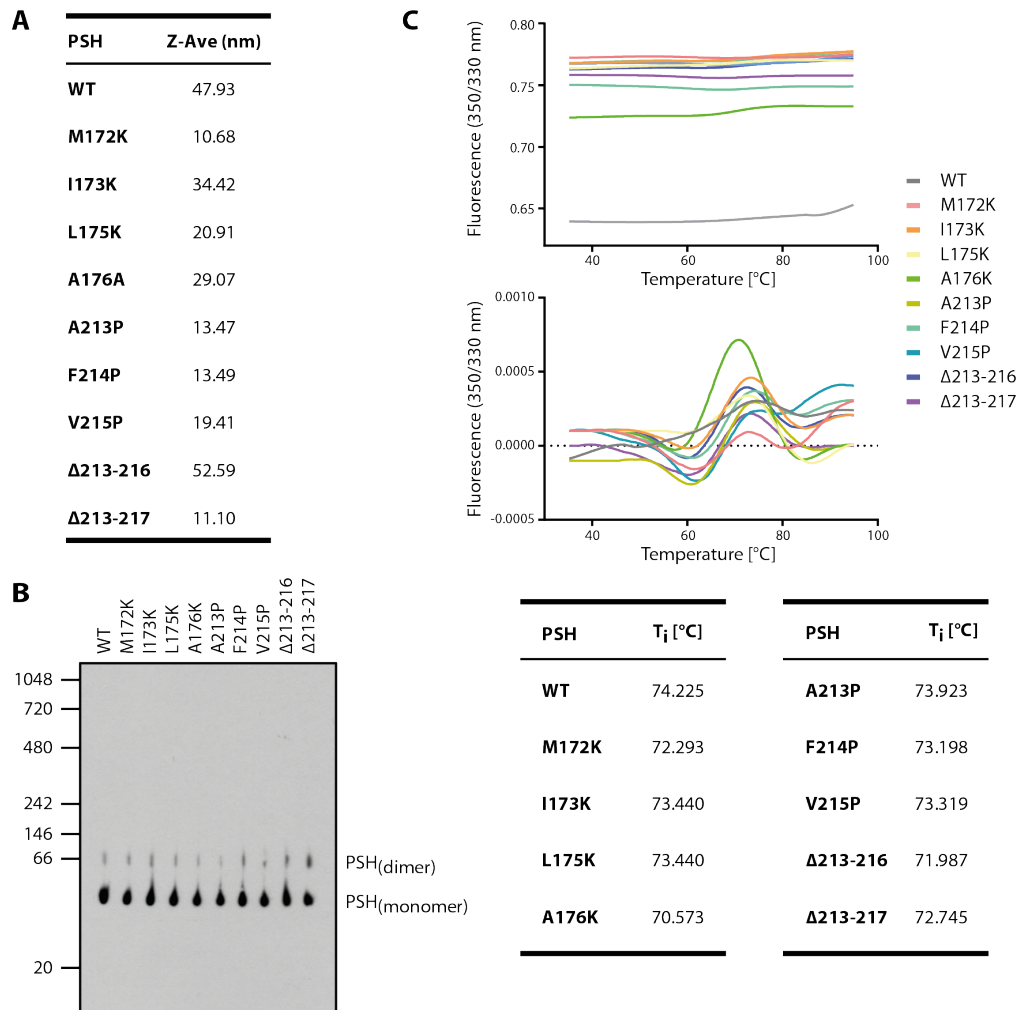 A
PSH Z-Ave (nm)
WT 47.93
M172K 10.68
I173K 34.42
L175K 20.91
A176A 29.07
A213P 13.47
F214P 13.49
V215P 19.41
Δ213-216 52.59
Δ213-217 11.10
B
WT M172K I173K L175K A176K A213P F214P V215P Δ213-216 Δ213-217
1048
720
480
242
146
66
20
PSH(dimer)
PSH(monomer)
C
Fluorescence (350/330 nm)
0.80
0.75
0.70
0.65
40 60 80 100
Temperature [°C]
Fluorescence (350/330 nm)
0.0010
0.0005
0.0000
-0.0005
40 60 80 100
Temperature [°C]
WT
M172K
I173K
L175K
A176K
A213P
F214P
V215P
Δ213-216
Δ213-217
PSH Ti [°C]
WT 74.225
M172K 72.293
I173K 73.440
L175K 73.440
A176K 70.573
PSH Ti [°C]
A213P 73.923
F214P 73.198
V215P 73.319
Δ213-216 71.987
Δ213-217 72.745